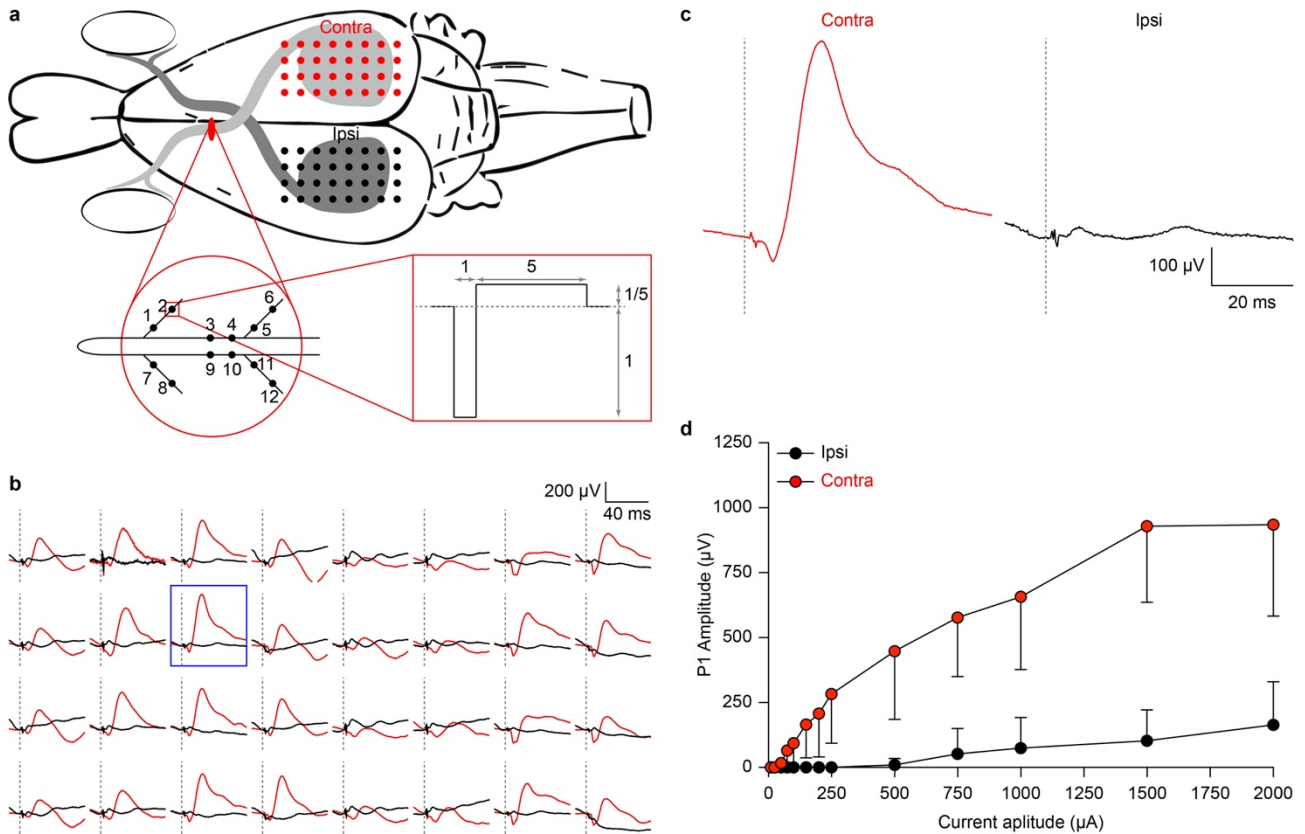 a
Contra
Ipsi
1
2
3
4
5
6
7
8
9
10
11
12
1
5
1/5
1
b
200 µV
40 ms
c
Contra
Ipsi
100 µV
20 ms
d
Ipsi
Contra
P1 Amplitude (µV)
1250
1000
750
500
250
0
0
250
500
750
1000
1250
1500
1750
2000
Current aplitude (µA)